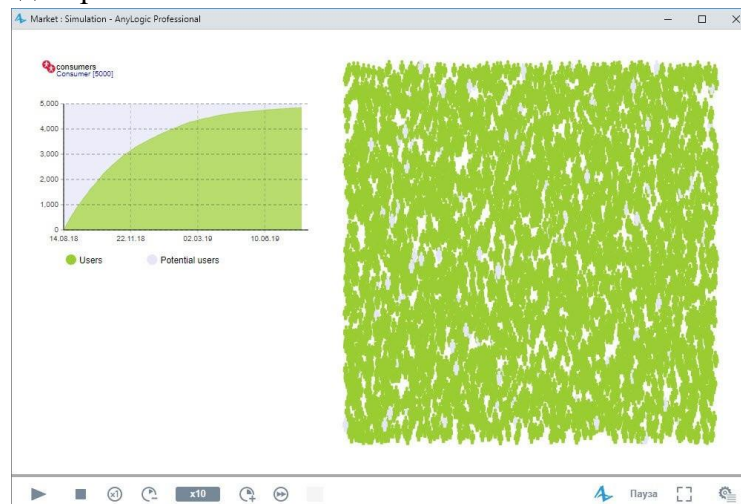 Market : Simulation - AnyLogic Professional
consumers
Consumer [5000]
5,000
4,000
3,000
2,000
1,000
0
14.08.18 22.11.18 02.03.19 10.06.19
Users Potential users
x1 x10 Пауза